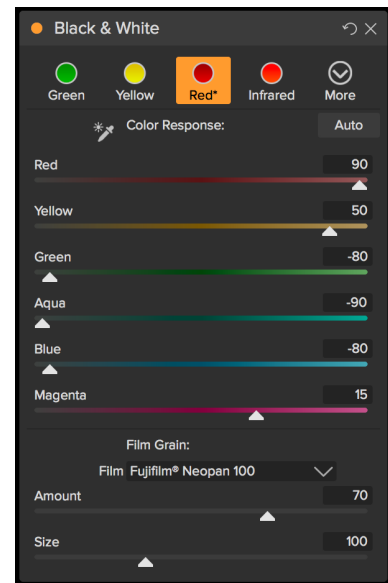 Black & White
Green Yellow Red* Infrared More
Color Response: Auto
Red 90
Yellow 50
Green -80
Aqua -90
Blue -80
Magenta 15
Film Grain:
Film Fujifilm® Neopan 100
Amount 70
Size 100